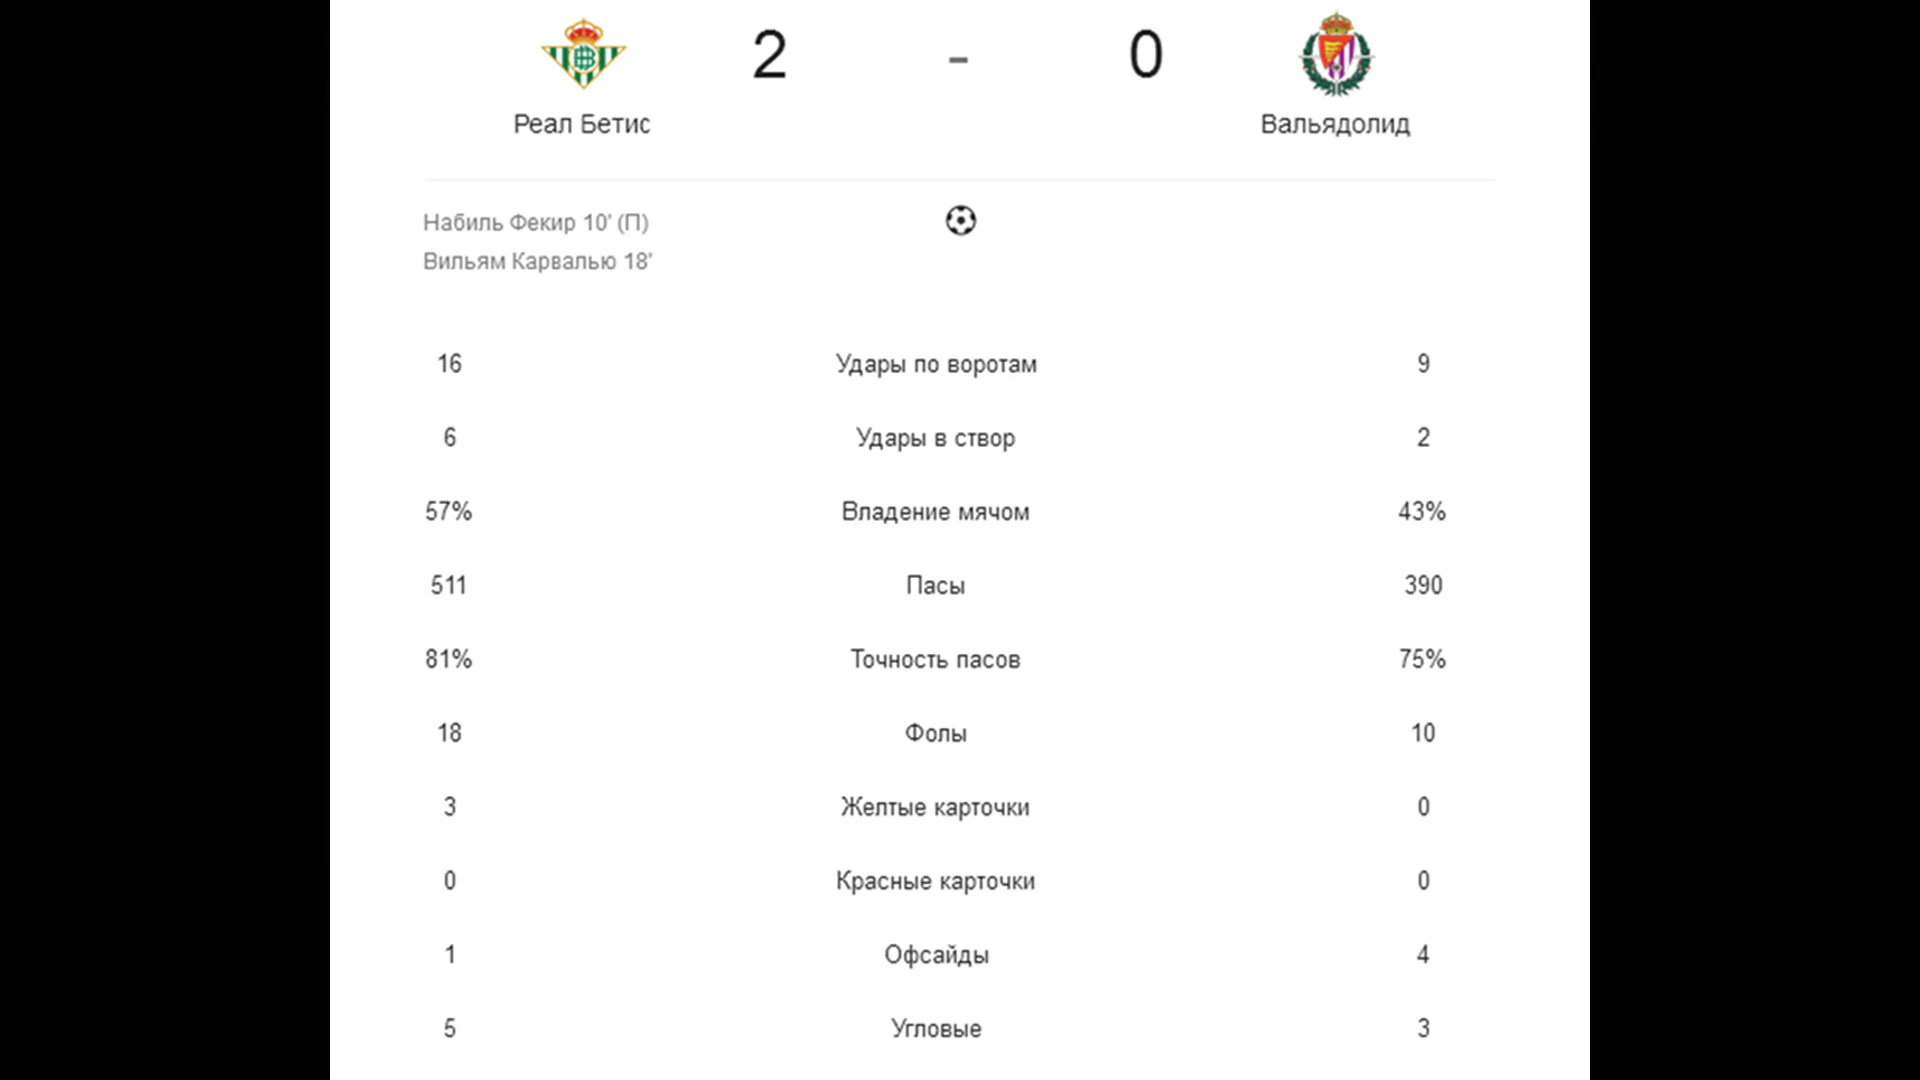 2 - 0
Реал Бетис Вальядолид
Набиль Фекир 10' (П)
Вильям Карвалью 18'
16 Удары по воротам 9
6 Удары в створ 2
57% Владение мячом 43%
511 Пасы 390
81% Точность пасов 75%
18 Фолы 10
3 Желтые карточки 0
0 Красные карточки 0
1 Офсайды 4
5 Угловые 3